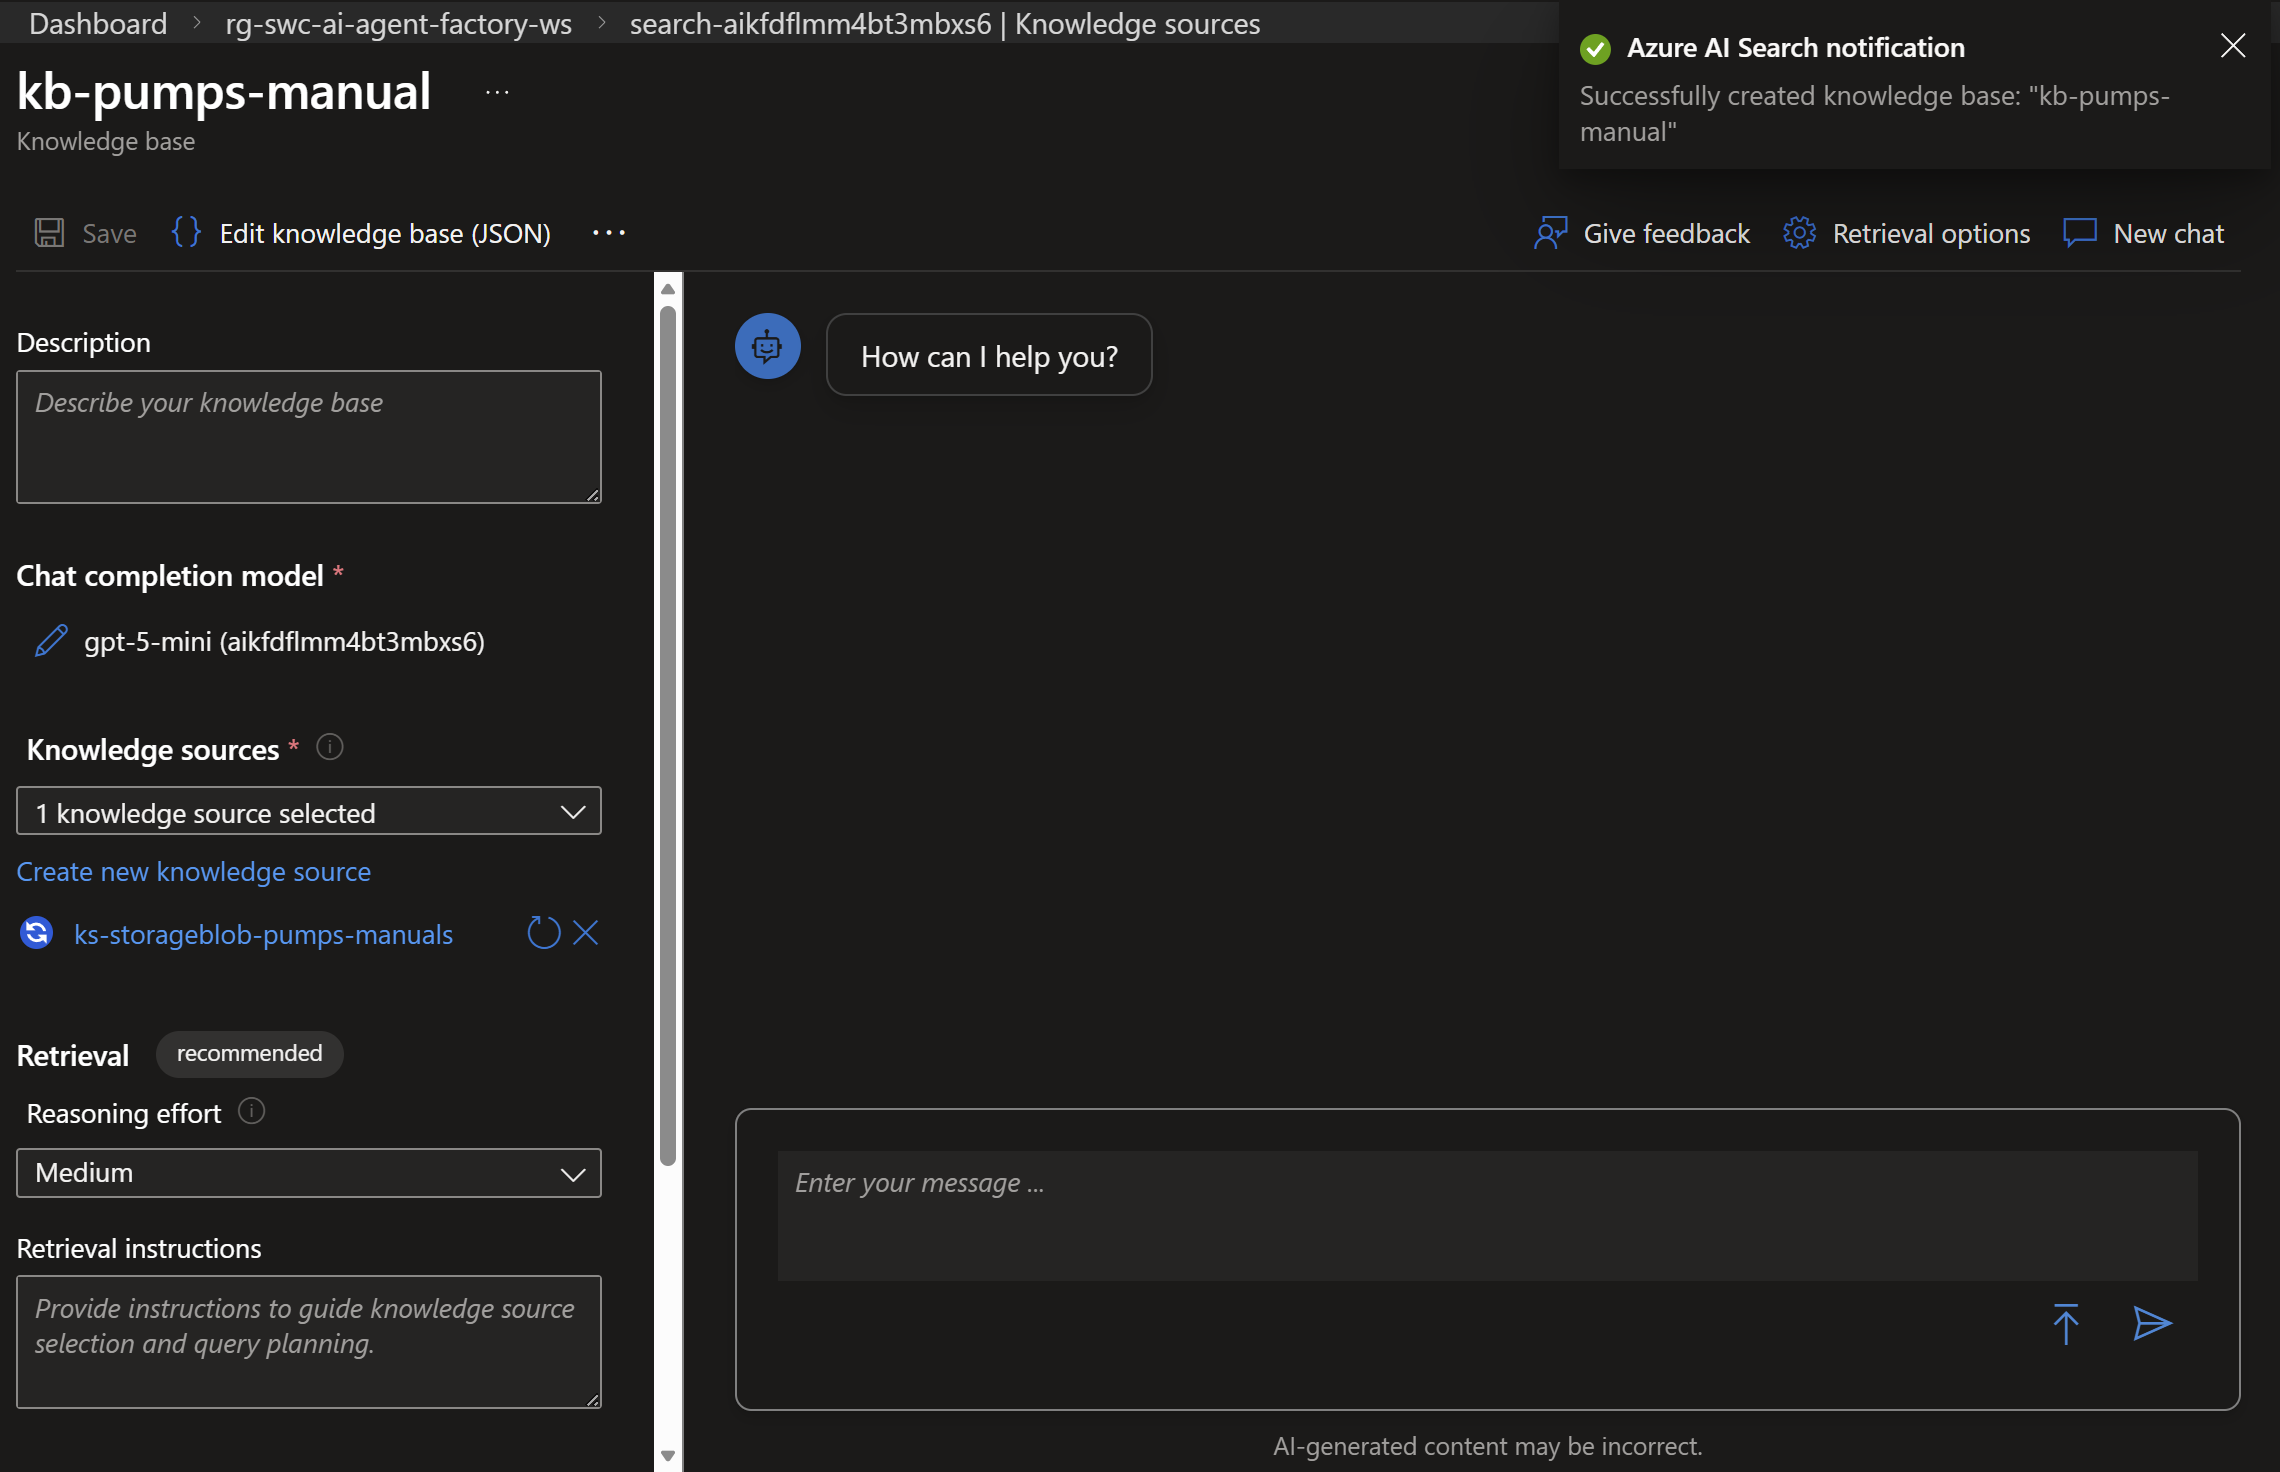 Dashboard > rg-swc-ai-agent-factory-ws > search-aikfdflmm4bt3mbxs6 | Knowledge sources
Azure AI Search notification
Successfully created knowledge base: "kb-pumps-
manual"
kb-pumps-manual ...
Knowledge base
Save {} Edit knowledge base (JSON) ...
Give feedback Retrieval options New chat
Description
Describe your knowledge base
Chat completion model *
gpt-5-mini (aikfdflmm4bt3mbxs6)
Knowledge sources *
1 knowledge source selected
Create new knowledge source
ks-storageblob-pumps-manuals
Retrieval recommended
Reasoning effort
Medium
Retrieval instructions
Provide instructions to guide knowledge source
selection and query planning.
How can I help you?
Enter your message ...
AI-generated content may be incorrect.